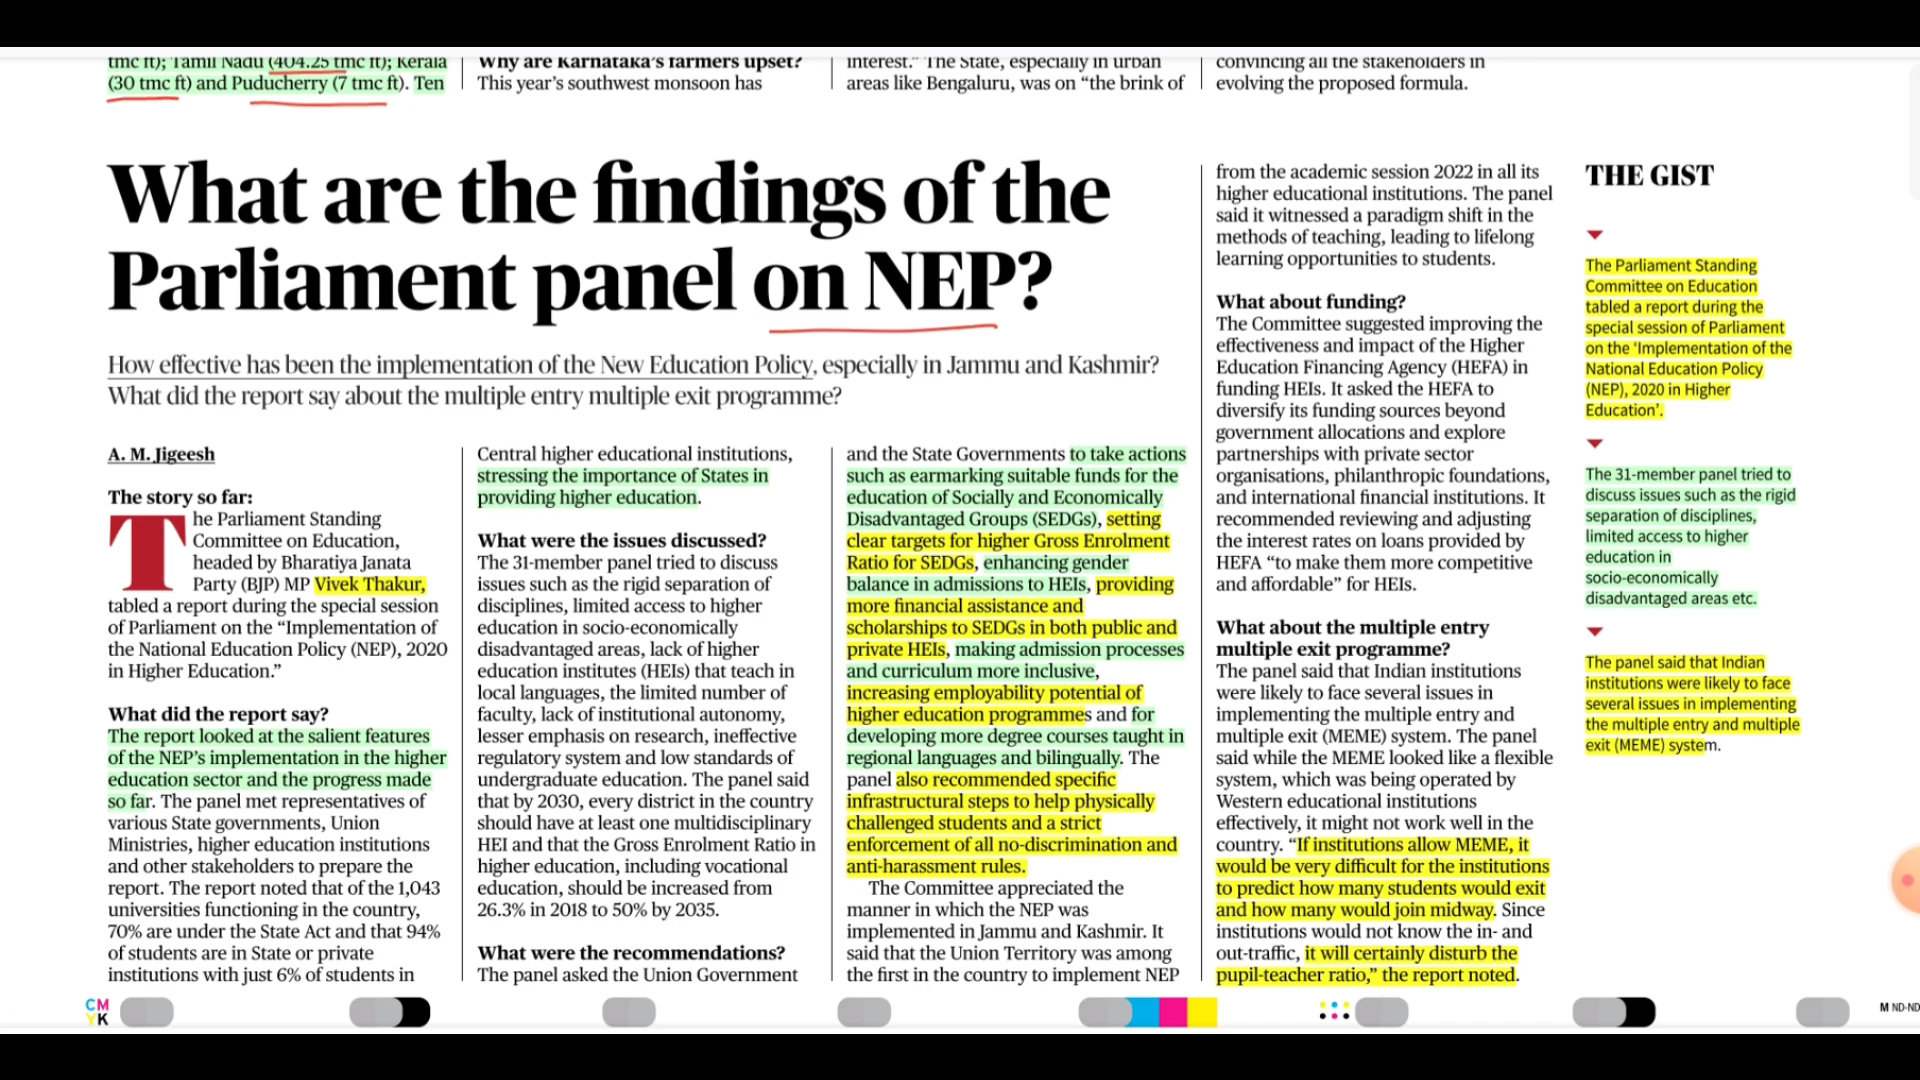 tmc ft); Tamil Nadu (404.25 tmc ft); Kerala
(30 tmc ft) and Puducherry (7 tmc ft). Ten
Why are Karnataka's farmers upset?
This year's southwest monsoon has
interest." The State, especially in urban
areas like Bengaluru, was on "the brink of
convincing all the stakeholders in
evolving the proposed formula.
What are the findings of the
Parliament panel on NEP?
How effective has been the implementation of the New Education Policy, especially in Jammu and Kashmir?
What did the report say about the multiple entry multiple exit programme?
A. M. Jigeesh
The story so far:
The Parliament Standing
Committee on Education,
headed by Bharatiya Janata
Party (BJP) MP Vivek Thakur,
tabled a report during the special session
of Parliament on the "Implementation of
the National Education Policy (NEP), 2020
in Higher Education."
What did the report say?
The report looked at the salient features
of the NEP's implementation in the higher
education sector and the progress made
so far. The panel met representatives of
various State governments, Union
Ministries, higher education institutions
and other stakeholders to prepare the
report. The report noted that of the 1,043
universities functioning in the country,
70% are under the State Act and that 94%
of students are in State or private
institutions with just 6% of students in
Central higher educational institutions,
stressing the importance of States in
providing higher education.
What were the issues discussed?
The 31-member panel tried to discuss
issues such as the rigid separation of
disciplines, limited access to higher
education in socio-economically
disadvantaged areas, lack of higher
education institutes (HEIs) that teach in
local languages, the limited number of
faculty, lack of institutional autonomy,
lesser emphasis on research, ineffective
regulatory system and low standards of
undergraduate education. The panel said
that by 2030, every district in the country
should have at least one multidisciplinary
HEI and that the Gross Enrolment Ratio in
higher education, including vocational
education, should be increased from
26.3% in 2018 to 50% by 2035.
What were the recommendations?
The panel asked the Union Government
and the State Governments to take actions
such as earmarking suitable funds for the
education of Socially and Economically
Disadvantaged Groups (SEDGs), setting
clear targets for higher Gross Enrolment
Ratio for SEDGs, enhancing gender
balance in admissions to HEIs, providing
more financial assistance and
scholarships to SEDGs in both public and
private HEIs, making admission processes
and curriculum more inclusive,
increasing employability potential of
higher education programmes and for
developing more degree courses taught in
regional languages and bilingually. The
panel also recommended specific
infrastructural steps to help physically
challenged students and a strict
enforcement of all no-discrimination and
anti-harassment rules.
The Committee appreciated the
manner in which the NEP was
implemented in Jammu and Kashmir. It
said that the Union Territory was among
the first in the country to implement NEP
from the academic session 2022 in all its
higher educational institutions. The panel
said it witnessed a paradigm shift in the
methods of teaching, leading to lifelong
learning opportunities to students.
What about funding?
The Committee suggested improving the
effectiveness and impact of the Higher
Education Financing Agency (HEFA) in
funding HEIs. It asked the HEFA to
diversify its funding sources beyond
government allocations and explore
partnerships with private sector
organisations, philanthropic foundations,
and international financial institutions. It
recommended reviewing and adjusting
the interest rates on loans provided by
HEFA "to make them more competitive
and affordable" for HEIs.
What about the multiple entry
multiple exit programme?
The panel said that Indian institutions
were likely to face several issues in
implementing the multiple entry and
multiple exit (MEME) system. The panel
said while the MEME looked like a flexible
system, which was being operated by
Western educational institutions
effectively, it might not work well in the
country. "If institutions allow MEME, it
would be very difficult for the institutions
to predict how many students would exit
and how many would join midway. Since
institutions would not know the in- and
out-traffic, it will certainly disturb the
pupil-teacher ratio," the report noted.
THE GIST
The Parliament Standing
Committee on Education
tabled a report during the
special session of Parliament
on the 'Implementation of the
National Education Policy
(NEP), 2020 in Higher
Education'.
The 31-member panel tried to
discuss issues such as the rigid
separation of disciplines,
limited access to higher
education in
socio-economically
disadvantaged areas etc.
The panel said that Indian
institutions were likely to face
several issues in implementing
the multiple entry and multiple
exit (MEME) system.
CM
YK
M ND-ND